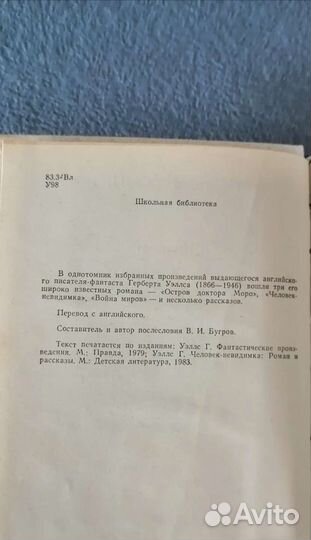 83.3/Вл
У98
Школьная библиотека
В однотомник избранных произведений выдающегося английско-
го писателя-фантаста Герберта Уэллса (1866—1946) вошли три его
широко известных романа — «Остров доктора Моро», «Человек-
невидимка», «Война миров» — и несколько рассказов.
Перевод с английского.
Составитель и автор послесловия В. И. Бугров.
Текст печатается по изданиям: Уэллс Г. Фантастические произ-
ведения. М.: Правда, 1979; Уэллс Г. Человек-невидимка: Роман и
рассказы. М.: Детская литература, 1983.
Avito